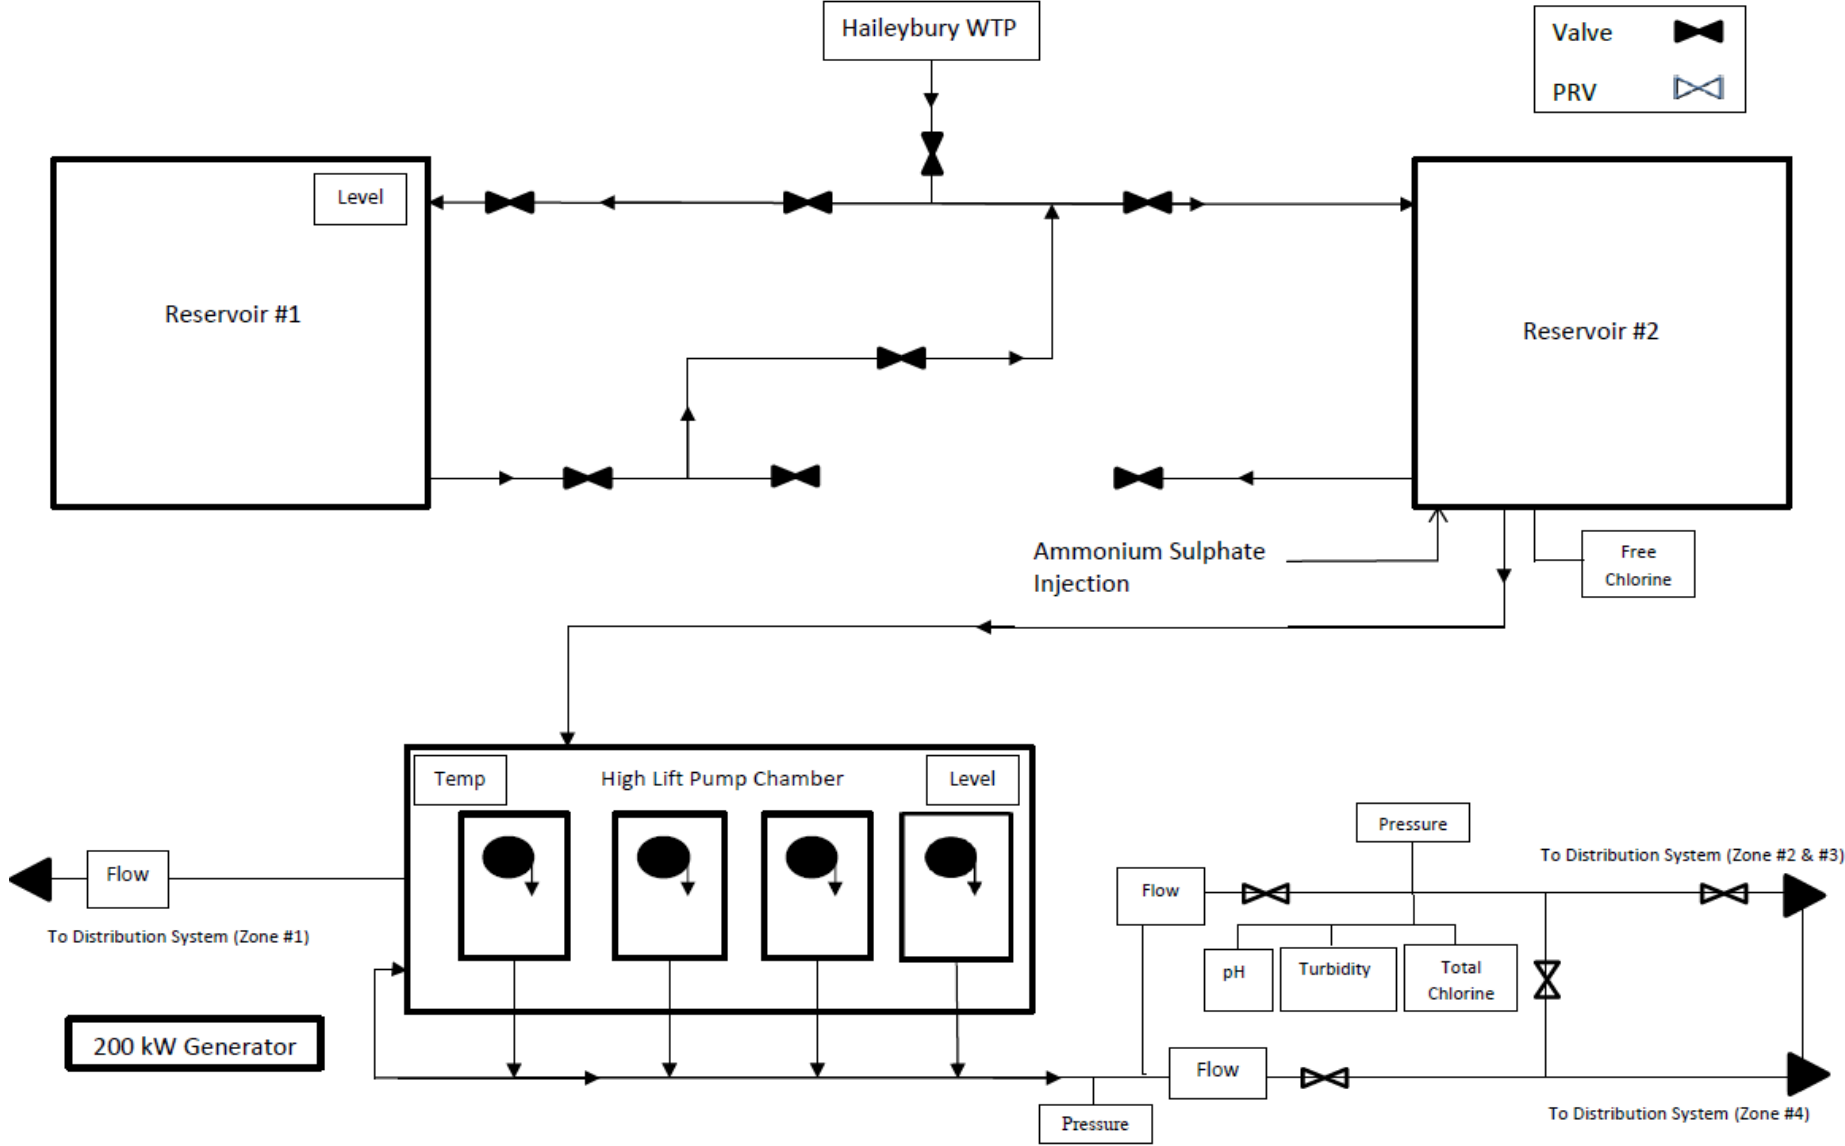 Haileybury WTP
Valve
PRV
Level
Reservoir #1
Reservoir #2
Ammonium Sulphate
Injection
Free
Chlorine
Temp
High Lift Pump Chamber
Level
Pressure
To Distribution System (Zone #2 & #3)
Flow
Flow
To Distribution System (Zone #1)
pH
Turbidity
Total
Chlorine
200 kW Generator
Flow
Pressure
To Distribution System (Zone #4)